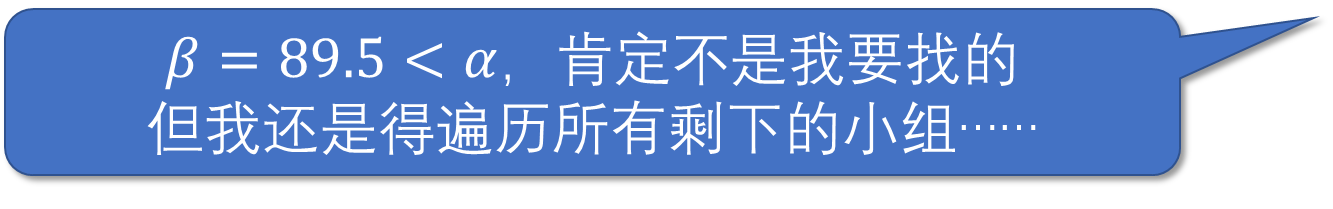 β = 89.5 < α， 肯定不是我要找的
但我还是得遍历所有剩下的小组……